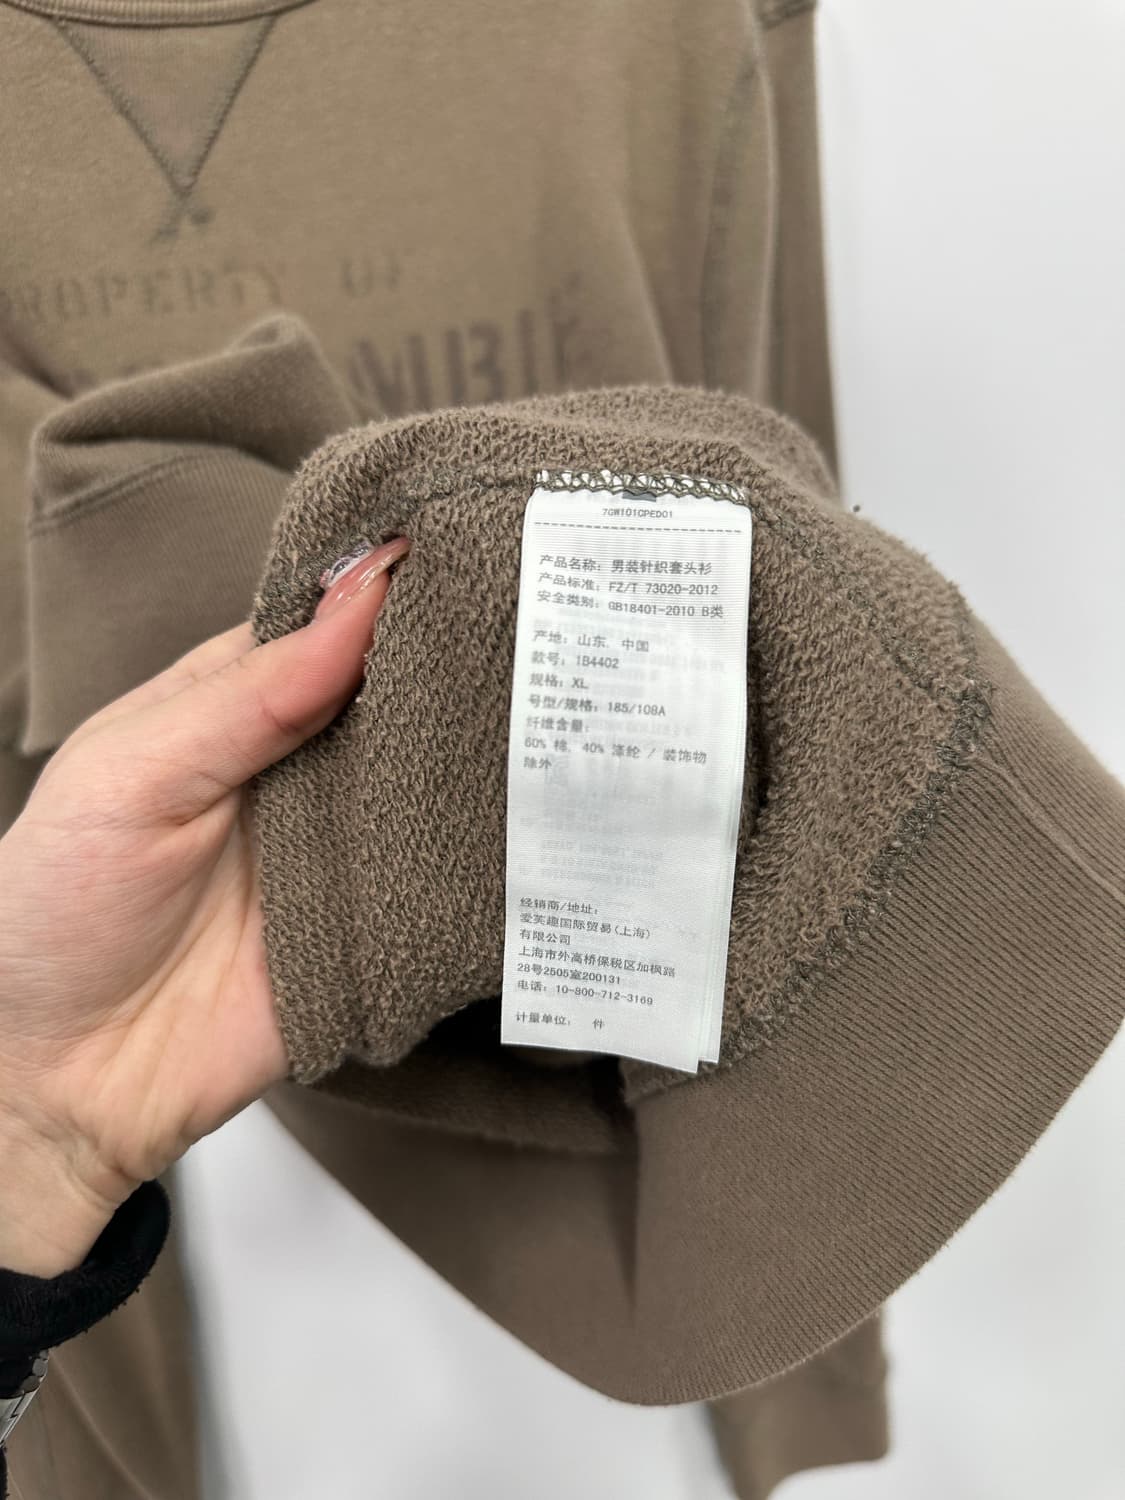 PROPERTY OF
MBIE
7GWI01CPED01
产品名称: 男装针织套头衫
产品标准: FZ/T 73020-2012
安全类别: GB18401-2010 B类
产地: 山东, 中国
款号: 1B4402
规格: XL
号型/规格: 185/108A
纤维含量:
60% 棉, 40% 涤纶 / 装饰物
除外
经销商/地址:
爱芙趣国际贸易(上海)
有限公司
上海市外高桥保税区加枫路
28号2505室200131
电话: 10-800-712-3169
计量单位: 件